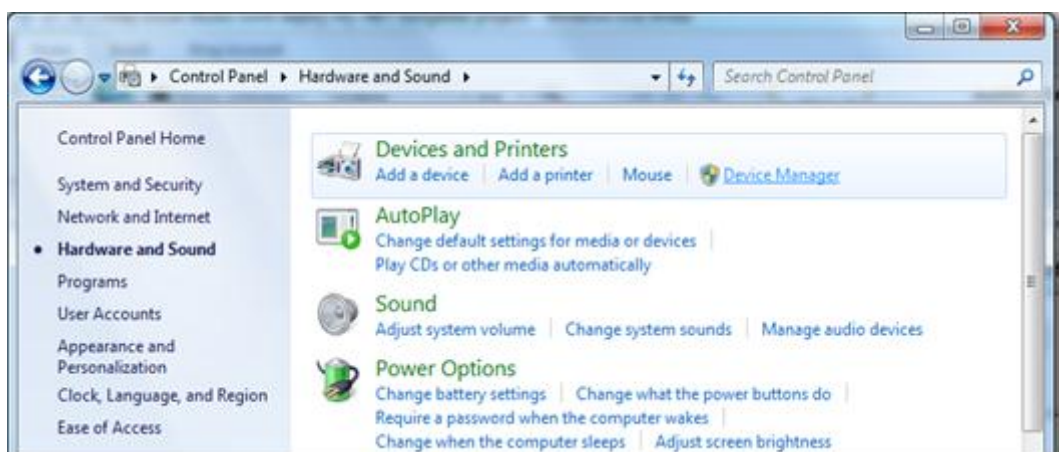 Control Panel Hardware and Sound Search Control Panel
Control Panel Home
System and Security
Network and Internet
Hardware and Sound
Programs
User Accounts
Appearance and
Personalization
Clock, Language, and Region
Ease of Access
Devices and Printers
Add a device Add a printer Mouse Device Manager
AutoPlay
Change default settings for media or devices
Play CDs or other media automatically
Sound
Adjust system volume Change system sounds Manage audio devices
Power Options
Change battery settings Change what the power buttons do
Require a password when the computer wakes
Change when the computer sleeps Adjust screen brightness